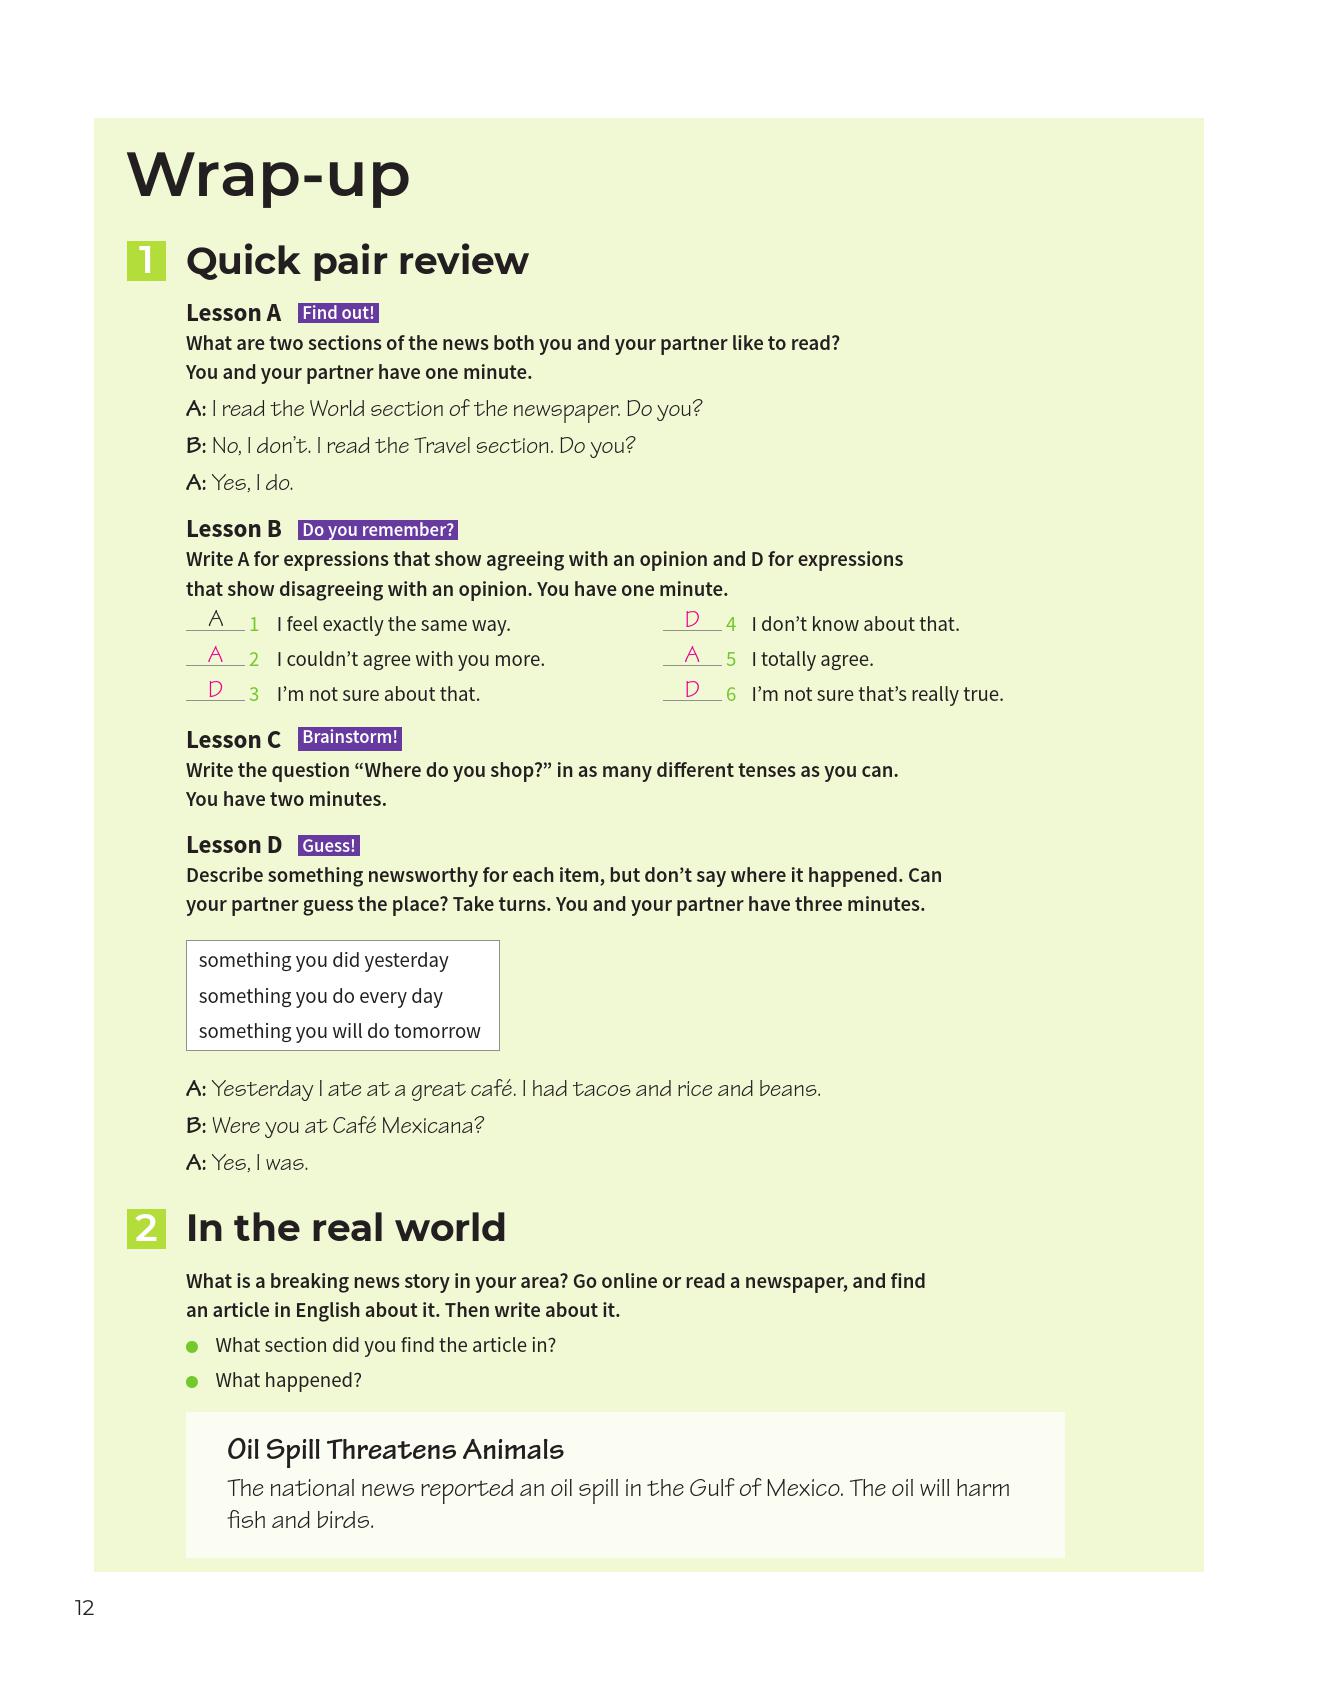 Wrap-up
1 Quick pair review
Lesson A Find out!
What are two sections of the news both you and your partner like to read?
You and your partner have one minute.
A: I read the World section of the newspaper. Do you?
B: No, I don’t. I read the Travel section. Do you?
A: Yes, I do.
Lesson B Do you remember?
Write A for expressions that show agreeing with an opinion and D for expressions
that show disagreeing with an opinion. You have one minute.
A 1 I feel exactly the same way.
A 2 I couldn’t agree with you more.
D 3 I’m not sure about that.
D 4 I don’t know about that.
A 5 I totally agree.
D 6 I’m not sure that’s really true.
Lesson C Brainstorm!
Write the question “Where do you shop?” in as many different tenses as you can.
You have two minutes.
Lesson D Guess!
Describe something newsworthy for each item, but don’t say where it happened. Can
your partner guess the place? Take turns. You and your partner have three minutes.
something you did yesterday
something you do every day
something you will do tomorrow
A: Yesterday I ate at a great café. I had tacos and rice and beans.
B: Were you at Café Mexicana?
A: Yes, I was.
2 In the real world
What is a breaking news story in your area? Go online or read a newspaper, and find
an article in English about it. Then write about it.
● What section did you find the article in?
● What happened?
Oil Spill Threatens Animals
The national news reported an oil spill in the Gulf of Mexico. The oil will harm
fish and birds.
12